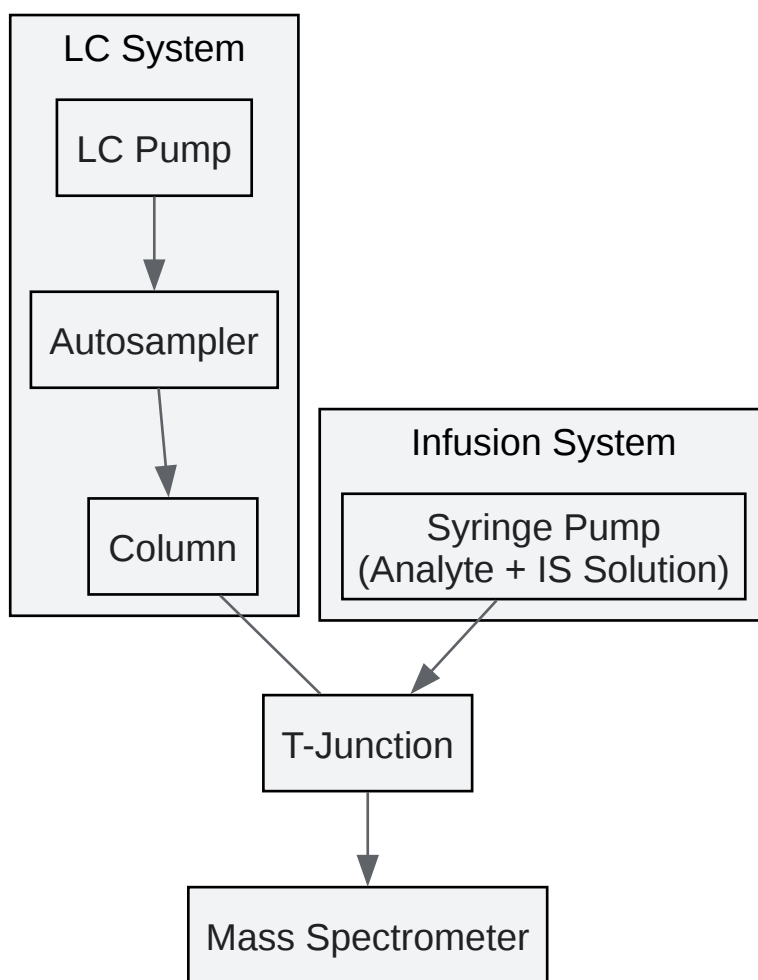 LC System
LC Pump
Autosampler
Column
Infusion System
Syringe Pump
(Analyte + IS Solution)
T-Junction
Mass Spectrometer